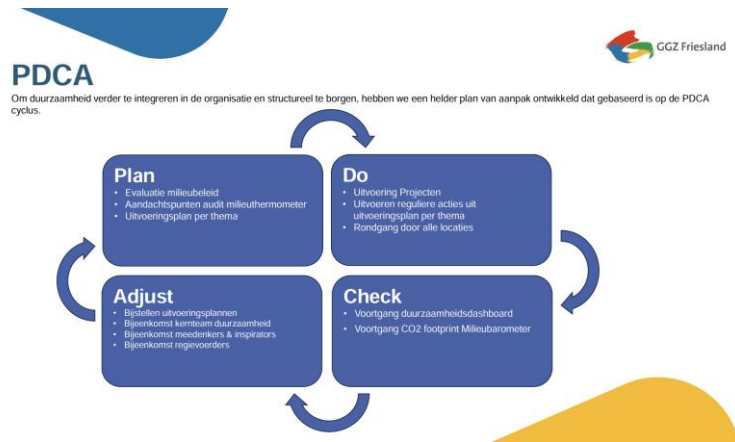 GGZ Friesland
PDCA
Om duurzaamheid verder te integreren in de organisatie en structureel te borgen, hebben we een helder plan van aanpak ontwikkeld dat gebaseerd is op de PDCA
cyclus.
Plan
• Evaluatie milieubeleid
• Aandachtspunten audit milieuthermometer
• Uitvoeringsplan per thema
Do
• Uitvoering Projecten
• Uitvoeren reguliere acties uit
uitvoeringsplan per thema
• Rondgang door alle locaties
Adjust
• Bijstellen uitvoeringsplannen
• Bijeenkomst kernteam duurzaamheid
• Bijeenkomst meedenkers & inspirators
• Bijeenkomst regievoerders
Check
• Voortgang duurzaamheidsdashboard
• Voortgang CO2 footprint Milieubarometer